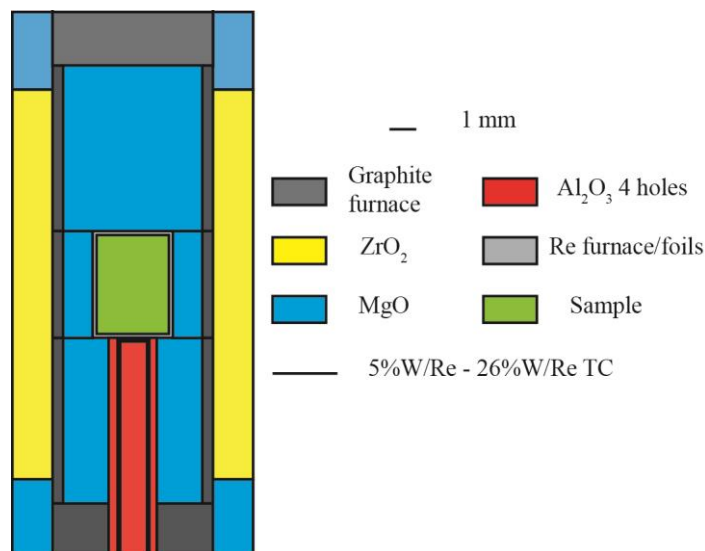 1 mm
Graphite
furnace
Al₂O₃ 4 holes
ZrO₂
Re furnace/foils
MgO
Sample
5%W/Re - 26%W/Re TC